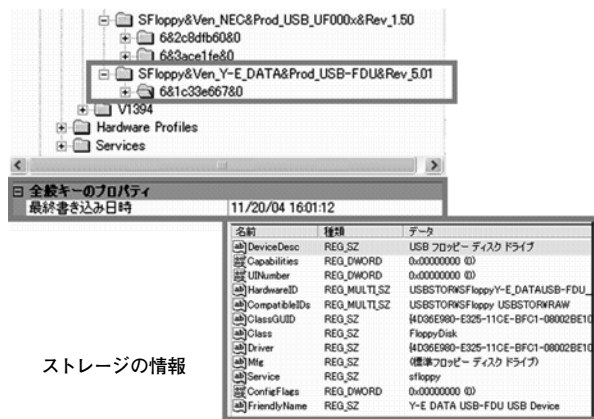 SFloppy&Ven_NEC&Prod_USB_UF000x&Rev_1.50
6&2c8dfb60&0
6&3ace1fe&0
SFloppy&Ven_Y-E_DATA&Prod_USB-FDU&Rev_5.01
6&1c33e667&0
V1394
Hardware Profiles
Services
全般キーのプロパティ
最終書き込み日時 11/20/04 16:01:12
名前 種類 データ
DeviceDesc REG_SZ USB フロッピー ディスク ドライブ
Capabilities REG_DWORD 0x00000000 (0)
UINumber REG_DWORD 0x00000000 (0)
HardwareID REG_MULTI_SZ USBSTOR¥SFloppyY-E_DATAUSB-FDU_
CompatibleIDs REG_MULTI_SZ USBSTOR¥SFloppy USBSTOR¥RAW
ClassGUID REG_SZ {4D36E980-E325-11CE-BFC1-08002BE10
Class REG_SZ FloppyDisk
Driver REG_SZ {4D36E980-E325-11CE-BFC1-08002BE10
Mfg REG_SZ (標準フロッピー ディスク ドライブ)
Service REG_SZ sfloppy
ConfigFlags REG_DWORD 0x00000000 (0)
FriendlyName REG_SZ Y-E DATA USB-FDU USB Device
ストレージの情報